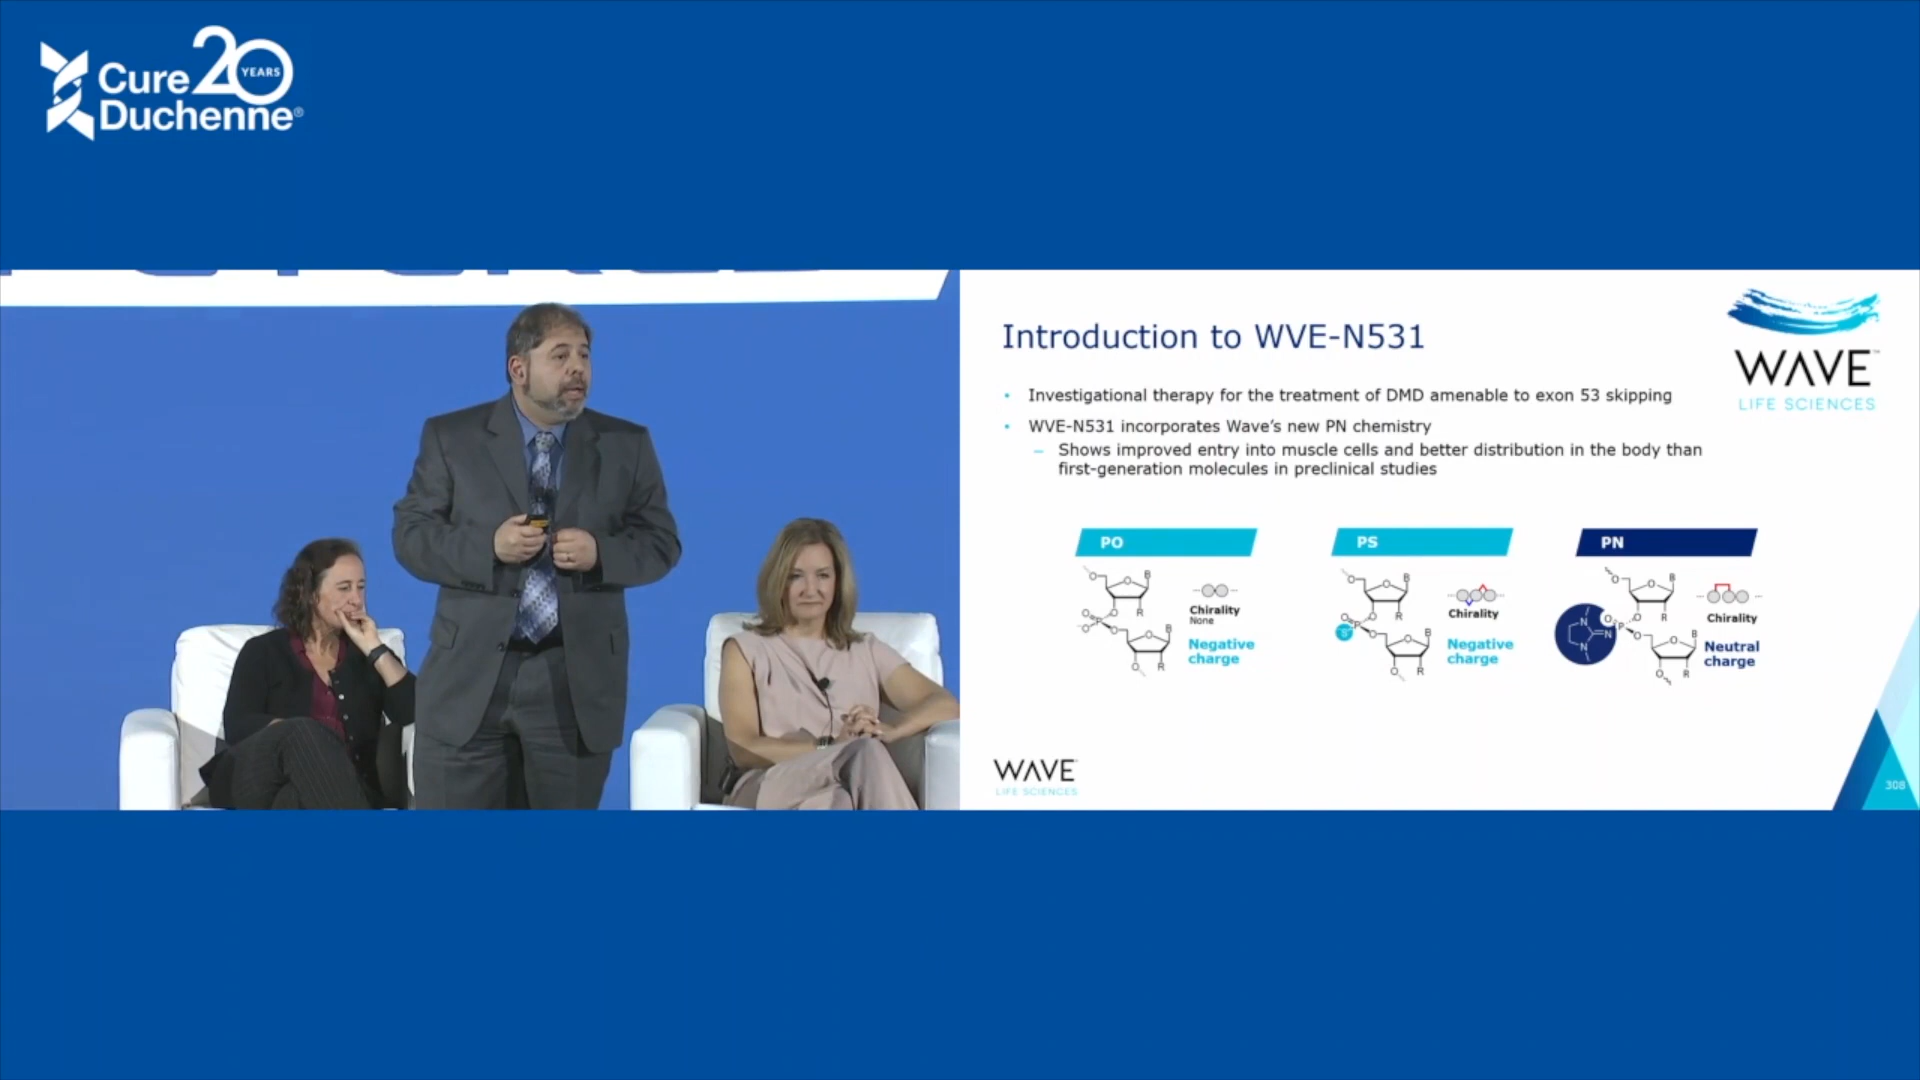 Cure 20 YEARS
Duchenne®
Introduction to WVE-N531
WAVE™
LIFE SCIENCES
• Investigational therapy for the treatment of DMD amenable to exon 53 skipping
• WVE-N531 incorporates Wave's new PN chemistry
– Shows improved entry into muscle cells and better distribution in the body than
first-generation molecules in preclinical studies
PO
PS
PN
O B O P O O R B O R
Chirality
None
Negative
charge
O B O P O S O R B O R
Chirality
Negative
charge
O B N N N O P O O R B O R
Chirality
Neutral
charge
WAVE
LIFE SCIENCES
308